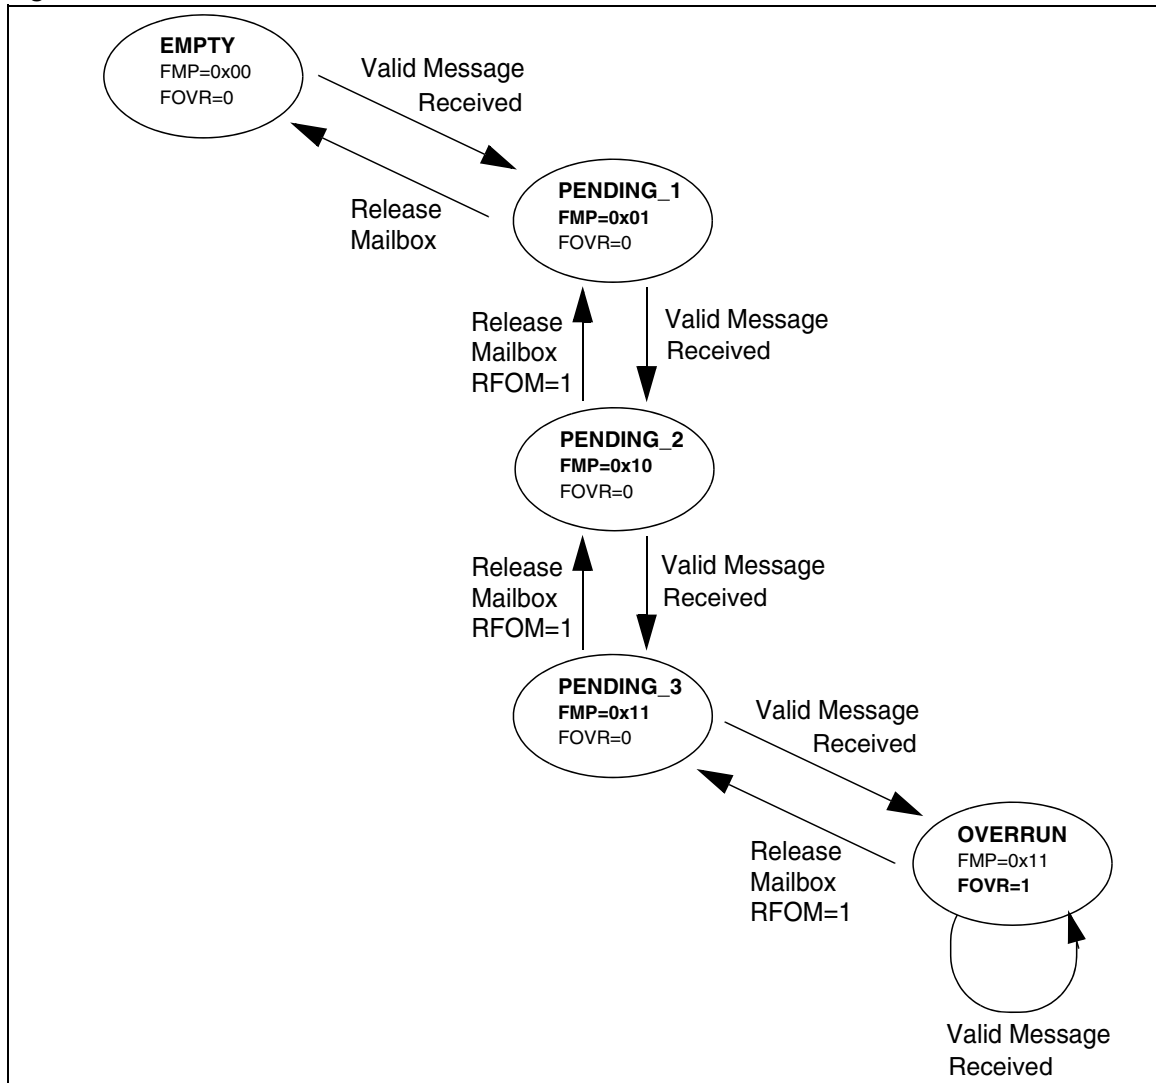 EMPTY
FMP=0x00
FOVR=0
Valid Message
Received
Release
Mailbox
PENDING_1
FMP=0x01
FOVR=0
Release
Mailbox
RFOM=1
Valid Message
Received
PENDING_2
FMP=0x10
FOVR=0
Release
Mailbox
RFOM=1
Valid Message
Received
PENDING_3
FMP=0x11
FOVR=0
Valid Message
Received
Release
Mailbox
RFOM=1
OVERRUN
FMP=0x11
FOVR=1
Valid Message
Received